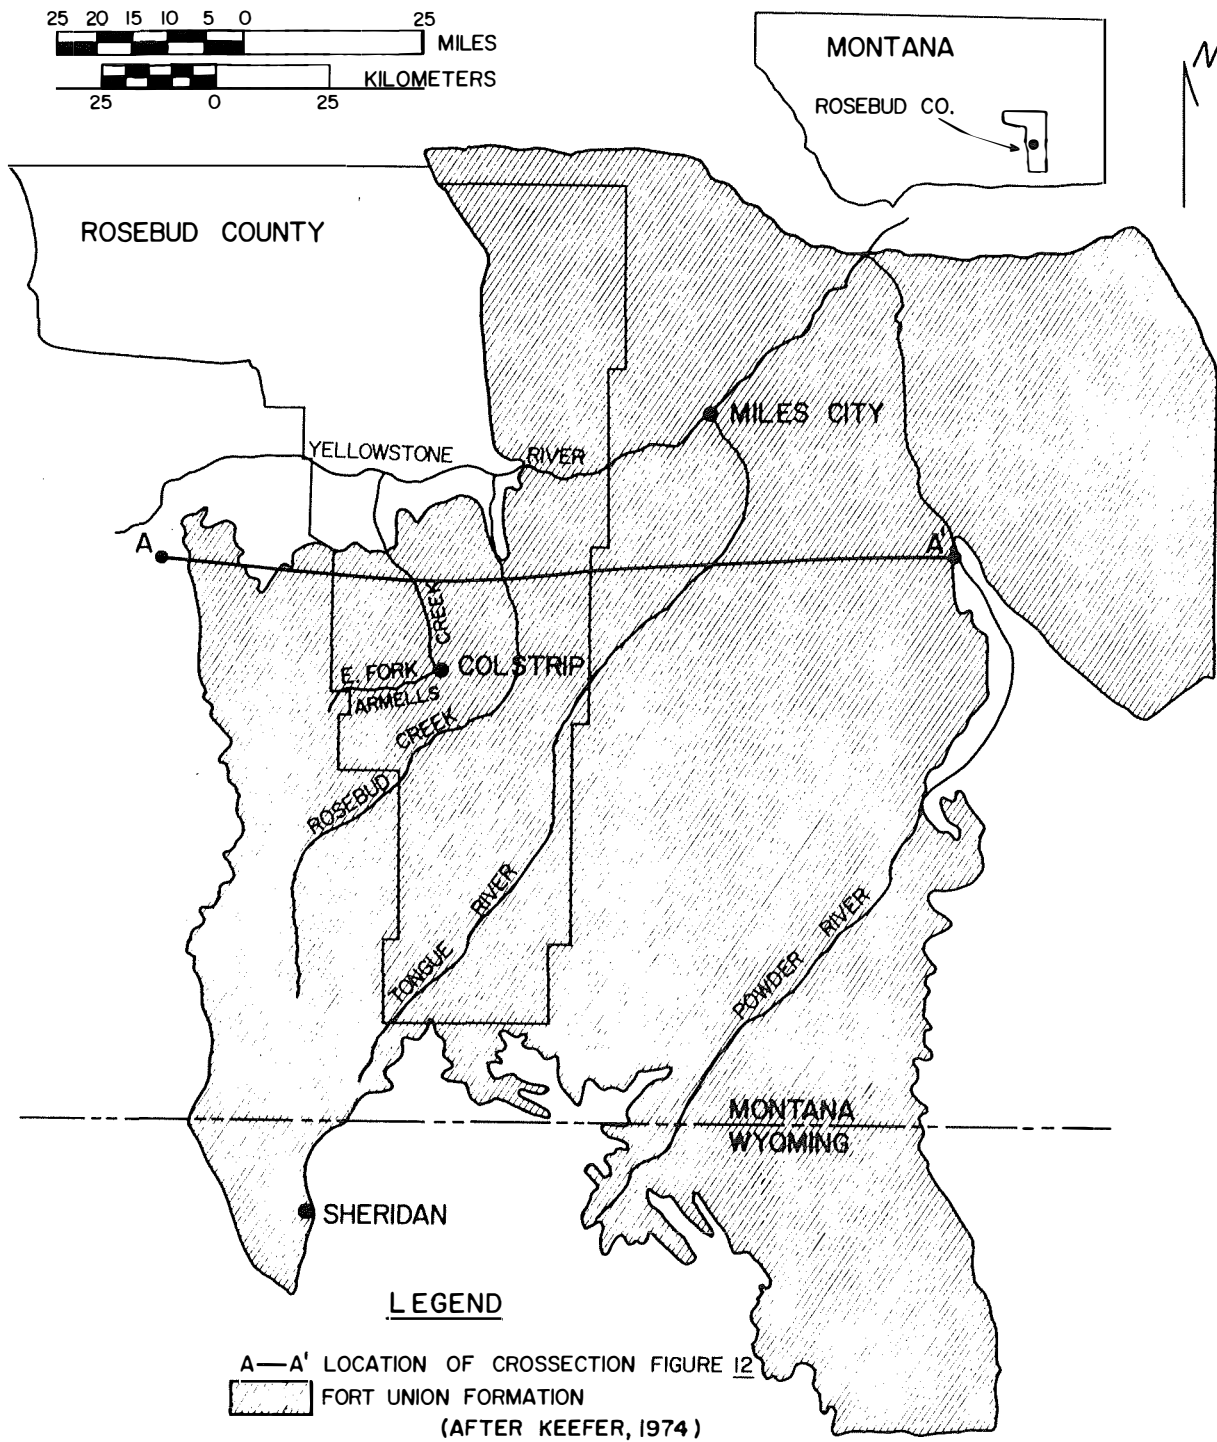 25 20 15 10 5 0 25
MILES
KILOMETERS
25 0 25
MONTANA
ROSEBUD CO.
N
ROSEBUD COUNTY
MILES CITY
YELLOWSTONE RIVER
A
A'
CREEK
E. FORK
ARMELLS
COLSTRIP
ROSEBUD CREEK
TONGUE RIVER
POWDER RIVER
MONTANA
WYOMING
SHERIDAN
LEGEND
A—A' LOCATION OF CROSSECTION FIGURE 12
FORT UNION FORMATION
(AFTER KEEFER, 1974)